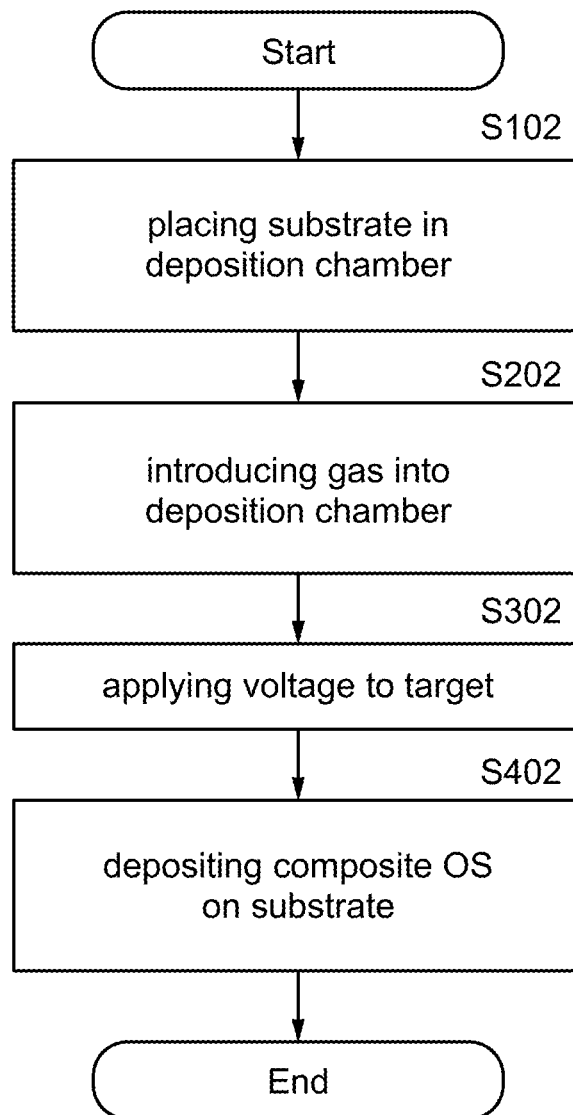 Start
S102
placing substrate in
deposition chamber
S202
introducing gas into
deposition chamber
S302
applying voltage to target
S402
depositing composite OS
on substrate
End